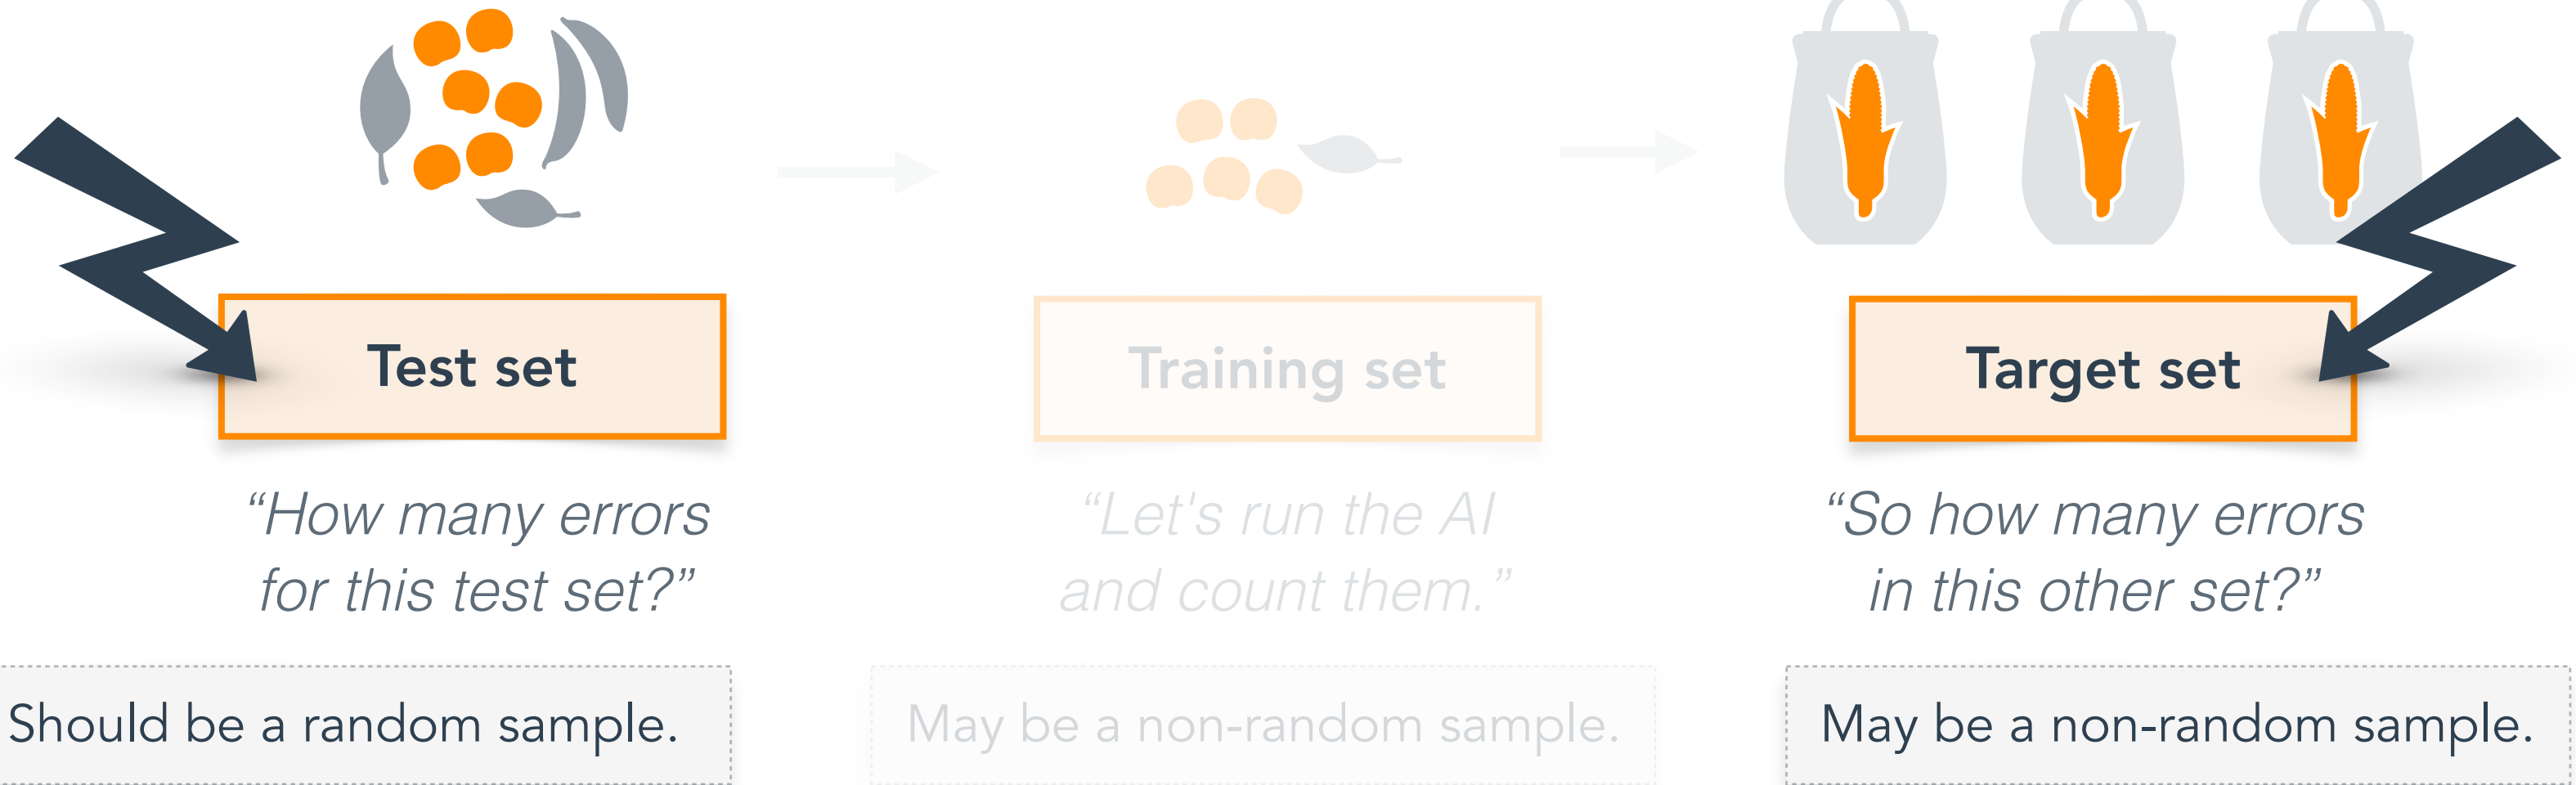 Test set
“How many errors
for this test set?”
Should be a random sample.
Training set
“Let's run the AI
and count them.”
May be a non-random sample.
Target set
“So how many errors
in this other set?”
May be a non-random sample.